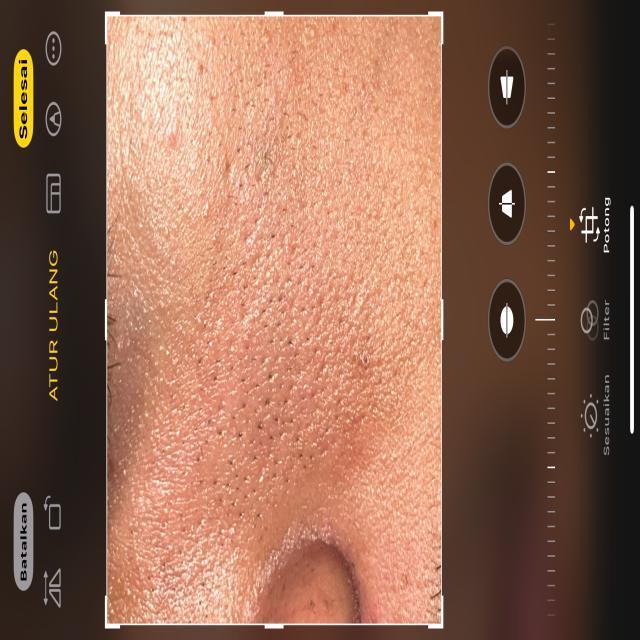 Batalkan
ATUR ULANG
Selesai
Sesuaikan
Filter
Potong